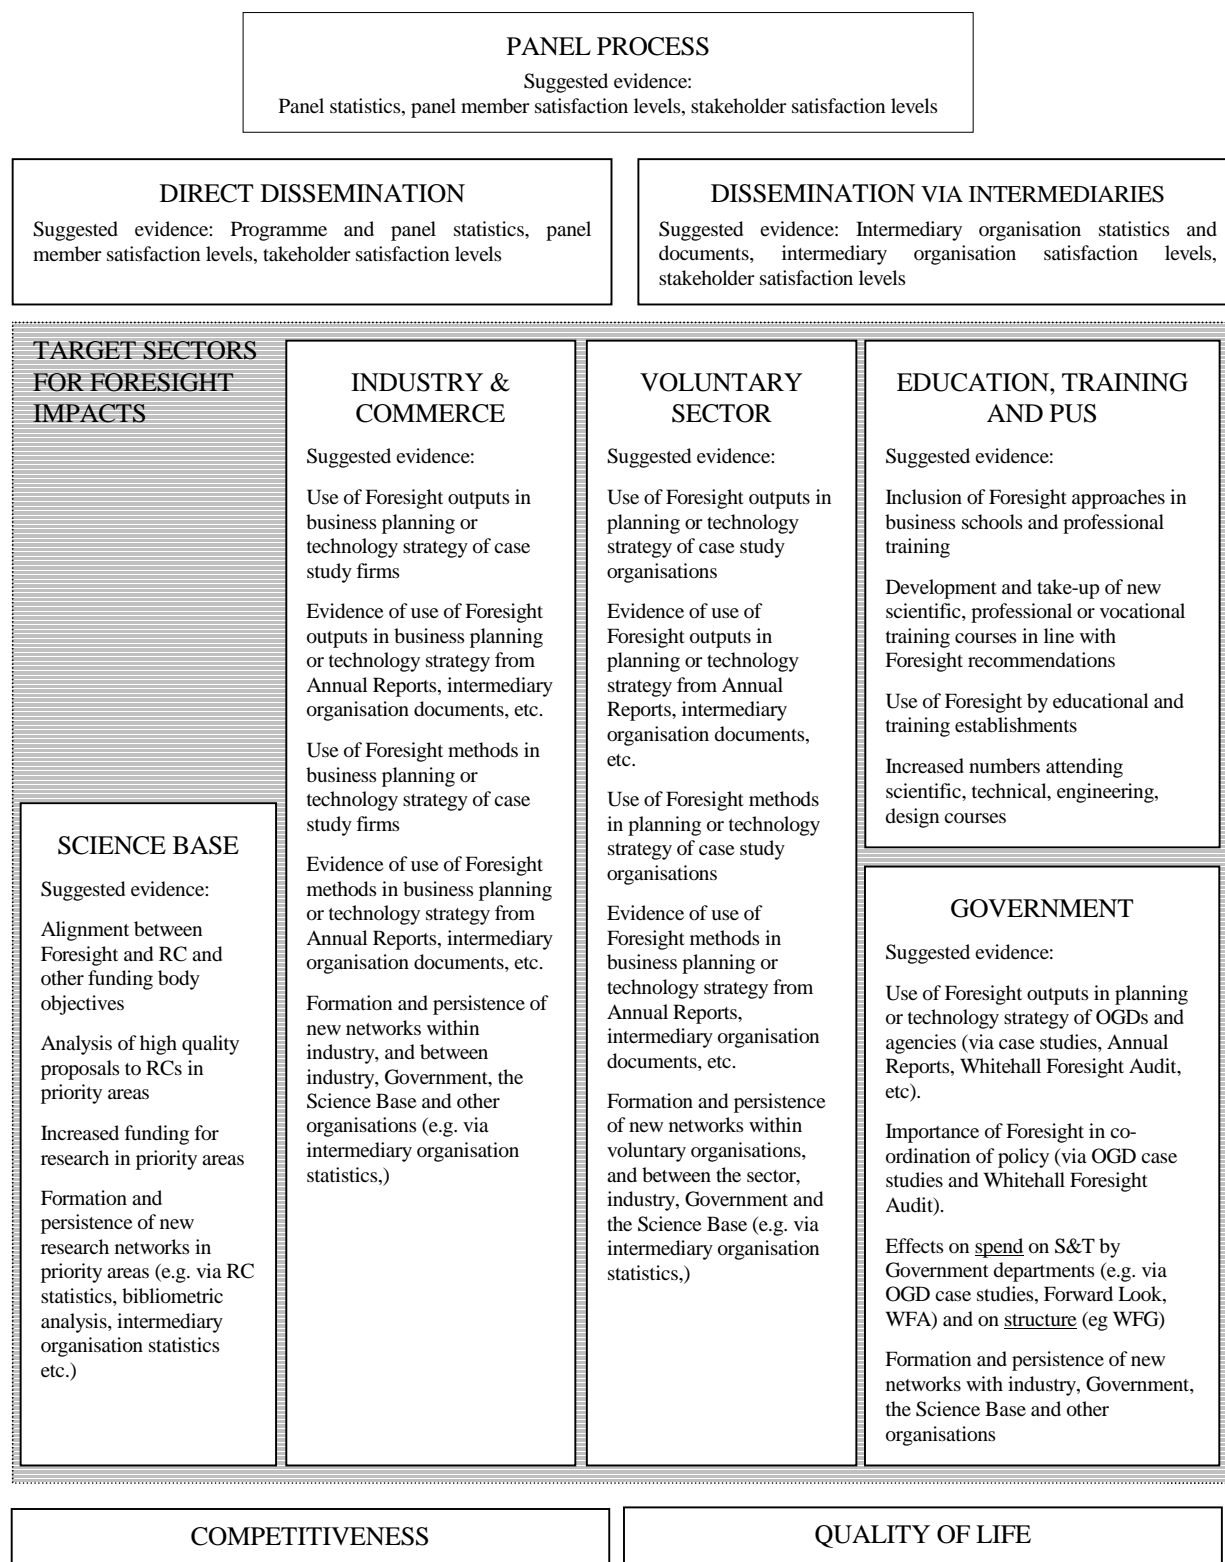 PANEL PROCESS
Suggested evidence:
Panel statistics, panel member satisfaction levels, stakeholder satisfaction levels
DIRECT DISSEMINATION
Suggested evidence: Programme and panel statistics, panel
member satisfaction levels, takeholder satisfaction levels
DISSEMINATION VIA INTERMEDIARIES
Suggested evidence: Intermediary organisation statistics and
documents, intermediary organisation satisfaction levels,
stakeholder satisfaction levels
TARGET SECTORS
FOR FORESIGHT
IMPACTS
SCIENCE BASE
Suggested evidence:
Alignment between
Foresight and RC and
other funding body
objectives
Analysis of high quality
proposals to RCs in
priority areas
Increased funding for
research in priority areas
Formation and
persistence of new
research networks in
priority areas (e.g. via RC
statistics, bibliometric
analysis, intermediary
organisation statistics
etc.)
INDUSTRY &
COMMERCE
Suggested evidence:
Use of Foresight outputs in
business planning or
technology strategy of case
study firms
Evidence of use of Foresight
outputs in business planning
or technology strategy from
Annual Reports, intermediary
organisation documents, etc.
Use of Foresight methods in
business planning or
technology strategy of case
study firms
Evidence of use of Foresight
methods in business planning
or technology strategy from
Annual Reports, intermediary
organisation documents, etc.
Formation and persistence of
new networks within
industry, and between
industry, Government, the
Science Base and other
organisations (e.g. via
intermediary organisation
statistics,)
VOLUNTARY
SECTOR
Suggested evidence:
Use of Foresight outputs in
planning or technology
strategy of case study
organisations
Evidence of use of
Foresight outputs in
planning or technology
strategy from Annual
Reports, intermediary
organisation documents,
etc.
Use of Foresight methods
in planning or technology
strategy of case study
organisations
Evidence of use of
Foresight methods in
business planning or
technology strategy from
Annual Reports,
intermediary organisation
documents, etc.
Formation and persistence
of new networks within
voluntary organisations,
and between the sector,
industry, Government and
the Science Base (e.g. via
intermediary organisation
statistics,)
EDUCATION, TRAINING
AND PUS
Suggested evidence:
Inclusion of Foresight approaches in
business schools and professional
training
Development and take-up of new
scientific, professional or vocational
training courses in line with
Foresight recommendations
Use of Foresight by educational and
training establishments
Increased numbers attending
scientific, technical, engineering,
design courses
GOVERNMENT
Suggested evidence:
Use of Foresight outputs in planning
or technology strategy of OGDs and
agencies (via case studies, Annual
Reports, Whitehall Foresight Audit,
etc).
Importance of Foresight in co-
ordination of policy (via OGD case
studies and Whitehall Foresight
Audit).
Effects on spend on S&T by
Government departments (e.g. via
OGD case studies, Forward Look,
WFA) and on structure (eg WFG)
Formation and persistence of new
networks with industry, Government,
the Science Base and other
organisations
COMPETITIVENESS
QUALITY OF LIFE